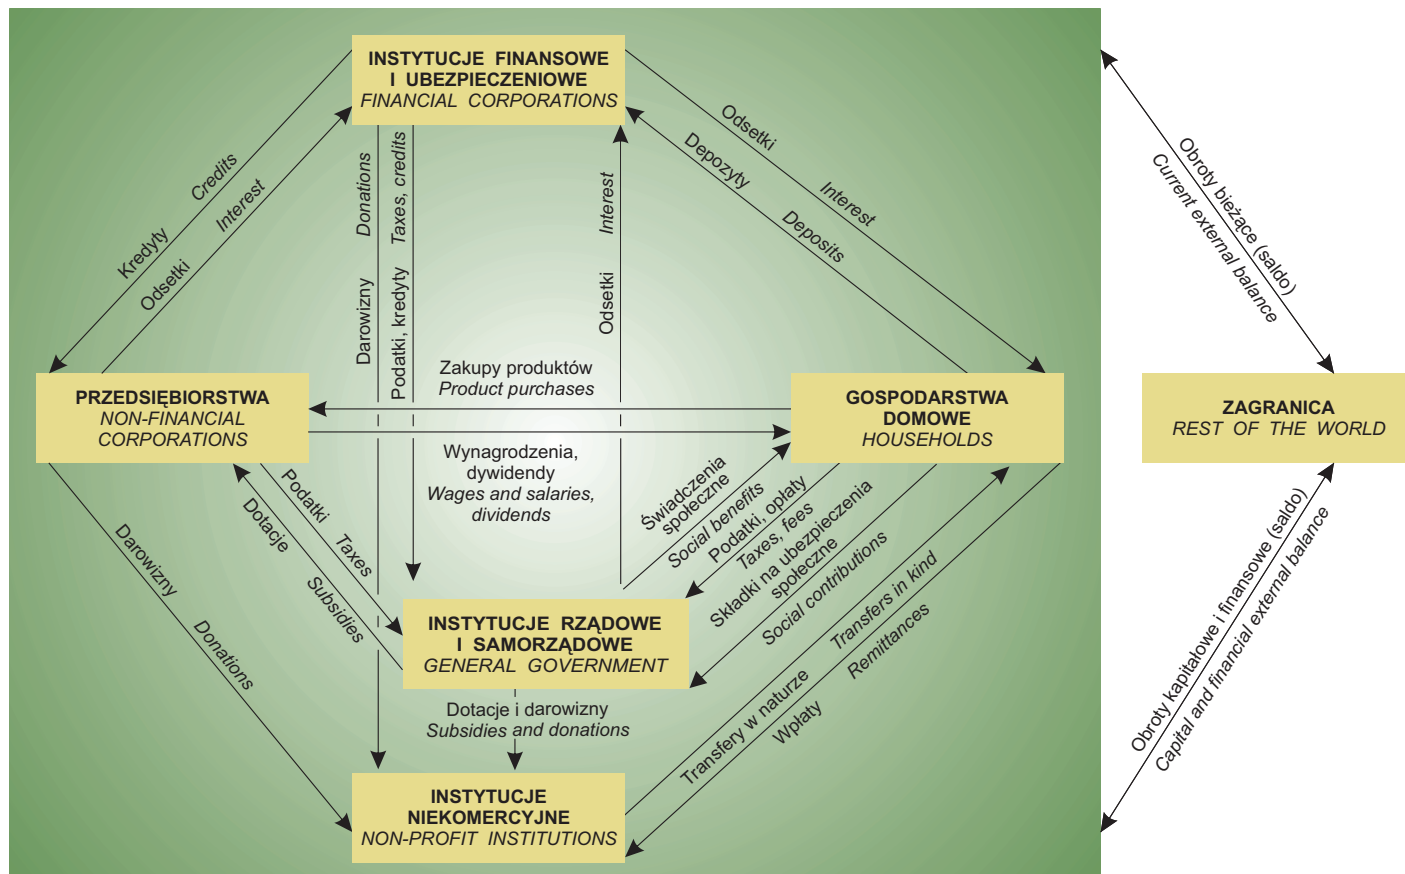 INSTYTUCJE FINANSOWE
I UBEZPIECZENIOWE
FINANCIAL CORPORATIONS
Kredyty
Credits
Odsetki
Interest
Darowizny
Donations
Podatki, kredyty
Taxes, credits
Odsetki
Interest
Depozyty
Deposits
Odsetki
Interest
Obroty bieżące (saldo)
Current external balance
PRZEDSIĘBIORSTWA
NON-FINANCIAL
CORPORATIONS
Zakupy produktów
Product purchases
Wynagrodzenia,
dywidendy
Wages and salaries,
dividends
GOSPODARSTWA
DOMOWE
HOUSEHOLDS
ZAGRANICA
REST OF THE WORLD
Darowizny
Donations
Dotacje
Subsidies
Podatki
Taxes
Świadczenia
społeczne
Social benefits
Podatki, opłaty
Taxes, fees
Składki na ubezpieczenia
społeczne
Social contributions
Transfery w naturze
Transfers in kind
Wpłaty
Remittances
INSTYTUCJE RZĄDOWE
I SAMORZĄDOWE
GENERAL GOVERNMENT
Dotacje i darowizny
Subsidies and donations
INSTYTUCJE
NIEKOMERCYJNE
NON-PROFIT INSTITUTIONS
Obroty kapitałowe i finansowe (saldo)
Capital and financial external balance